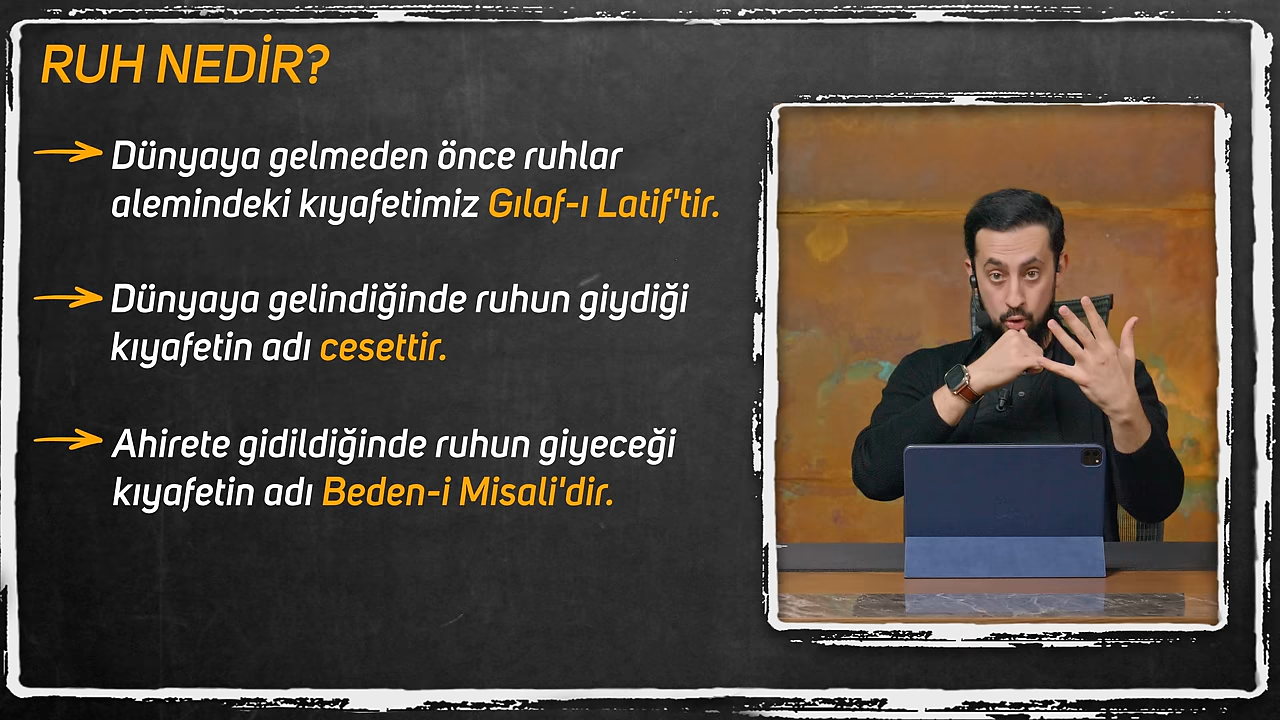 RUH NEDİR?
Dünyaya gelmeden önce ruhlar
alemindeki kıyafetimiz Gılaf-ı Latif'tir.
Dünyaya gelindiğinde ruhun giydiği
kıyafetin adı cesettir.
Ahirete gidildiğinde ruhun giyeceği
kıyafetin adı Beden-i Misali'dir.